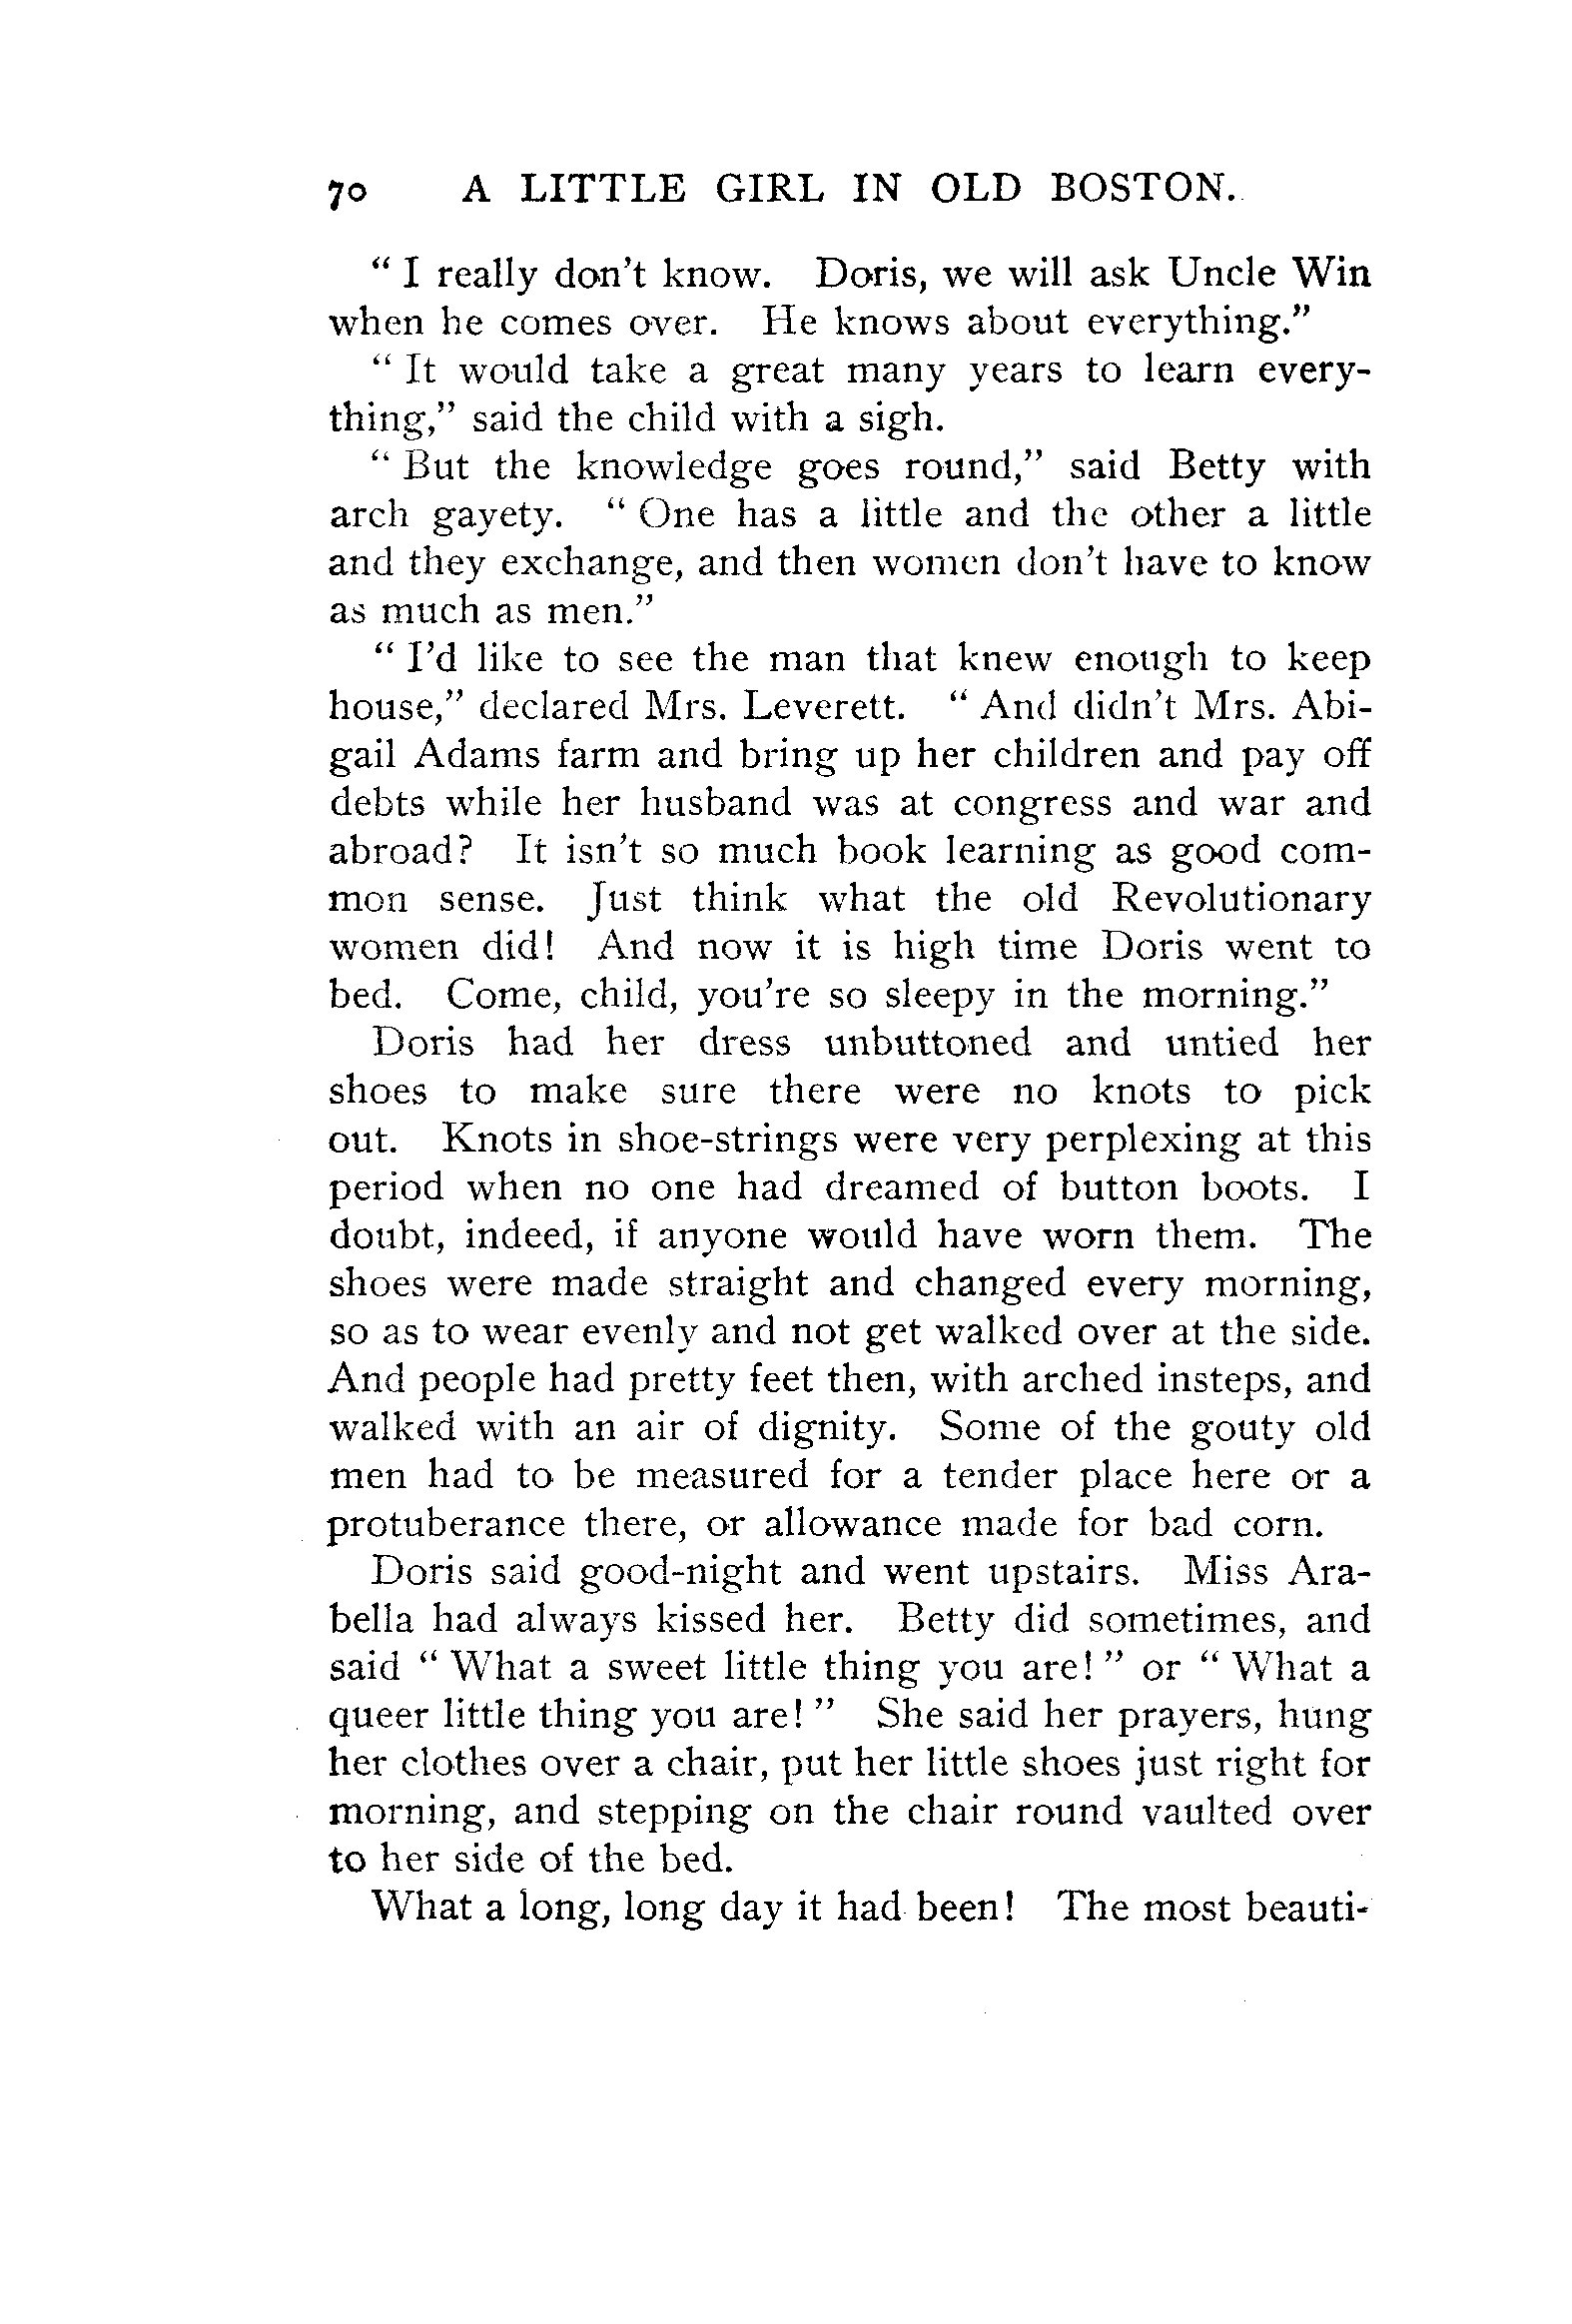 70 A LITTLE GIRL IN OLD BOSTON.
“ I really don’t know. Doris, we will ask Uncle Win
when he comes over. He knows about everything.”
“ It would take a great many years to learn every-
thing,” said the child with a sigh.
“ But the knowledge goes round,” said Betty with
arch gayety. “ One has a little and the other a little
and they exchange, and then women don’t have to know
as much as men.”
“ I’d like to see the man that knew enough to keep
house,” declared Mrs. Leverett. “ And didn’t Mrs. Abi-
gail Adams farm and bring up her children and pay off
debts while her husband was at congress and war and
abroad? It isn’t so much book learning as good com-
mon sense. Just think what the old Revolutionary
women did! And now it is high time Doris went to
bed. Come, child, you’re so sleepy in the morning.”
Doris had her dress unbuttoned and untied her
shoes to make sure there were no knots to pick
out. Knots in shoe-strings were very perplexing at this
period when no one had dreamed of button boots. I
doubt, indeed, if anyone would have worn them. The
shoes were made straight and changed every morning,
so as to wear evenly and not get walked over at the side.
And people had pretty feet then, with arched insteps, and
walked with an air of dignity. Some of the gouty old
men had to be measured for a tender place here or a
protuberance there, or allowance made for bad corn.
Doris said good-night and went upstairs. Miss Ara-
bella had always kissed her. Betty did sometimes, and
said “ What a sweet little thing you are! ” or “ What a
queer little thing you are! ” She said her prayers, hung
her clothes over a chair, put her little shoes just right for
morning, and stepping on the chair round vaulted over
to her side of the bed.
What a long, long day it had been! The most beauti-